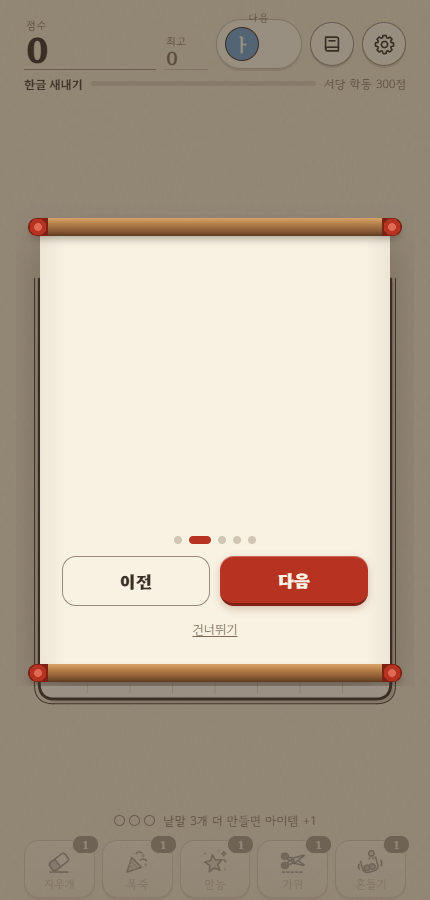 점수
0
최고
0
다음
ㅏ
한글 새내기
서당 학동 300점
이전
다음
건너뛰기
낱말 3개 더 만들면 아이템 +1
1
1
1
1
1
지우개
폭죽
만능
가위
흔들기